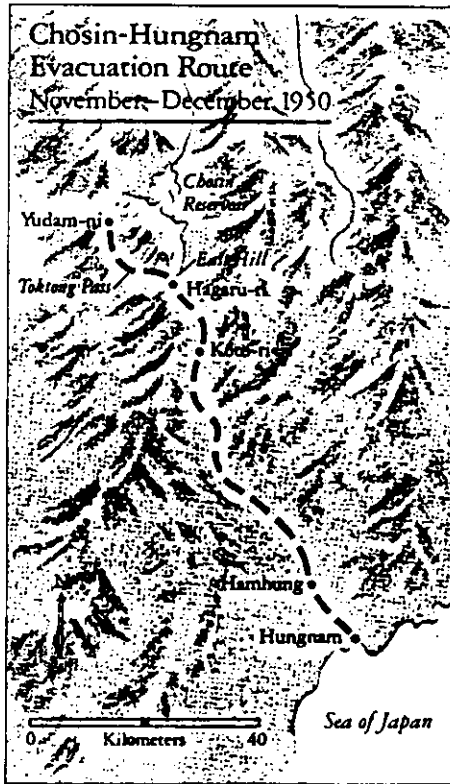 Chosin-Hungnam
Evacuation Route
November–December 1950
Chosin
Reservoir
Yudam-ni
East Hill
Toktong Pass
Hagaru-ri
Koto-ri
Hamhung
N
Hungnam
0 40
Kilometers
Sea of Japan